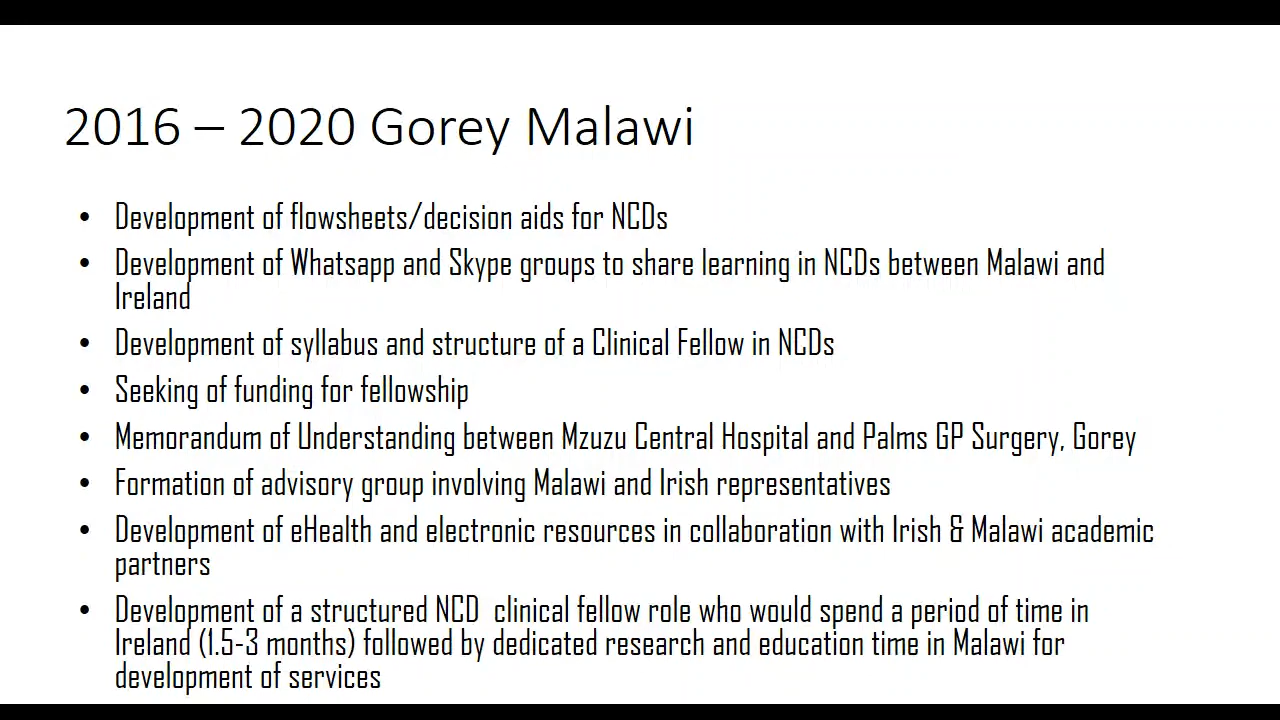 2016 – 2020 Gorey Malawi
• Development of flowsheets/decision aids for NCDs
• Development of Whatsapp and Skype groups to share learning in NCDs between Malawi and
Ireland
• Development of syllabus and structure of a Clinical Fellow in NCDs
• Seeking of funding for fellowship
• Memorandum of Understanding between Mzuzu Central Hospital and Palms GP Surgery, Gorey
• Formation of advisory group involving Malawi and Irish representatives
• Development of eHealth and electronic resources in collaboration with Irish & Malawi academic
partners
• Development of a structured NCD  clinical fellow role who would spend a period of time in
Ireland (1.5-3 months) followed by dedicated research and education time in Malawi for
development of services